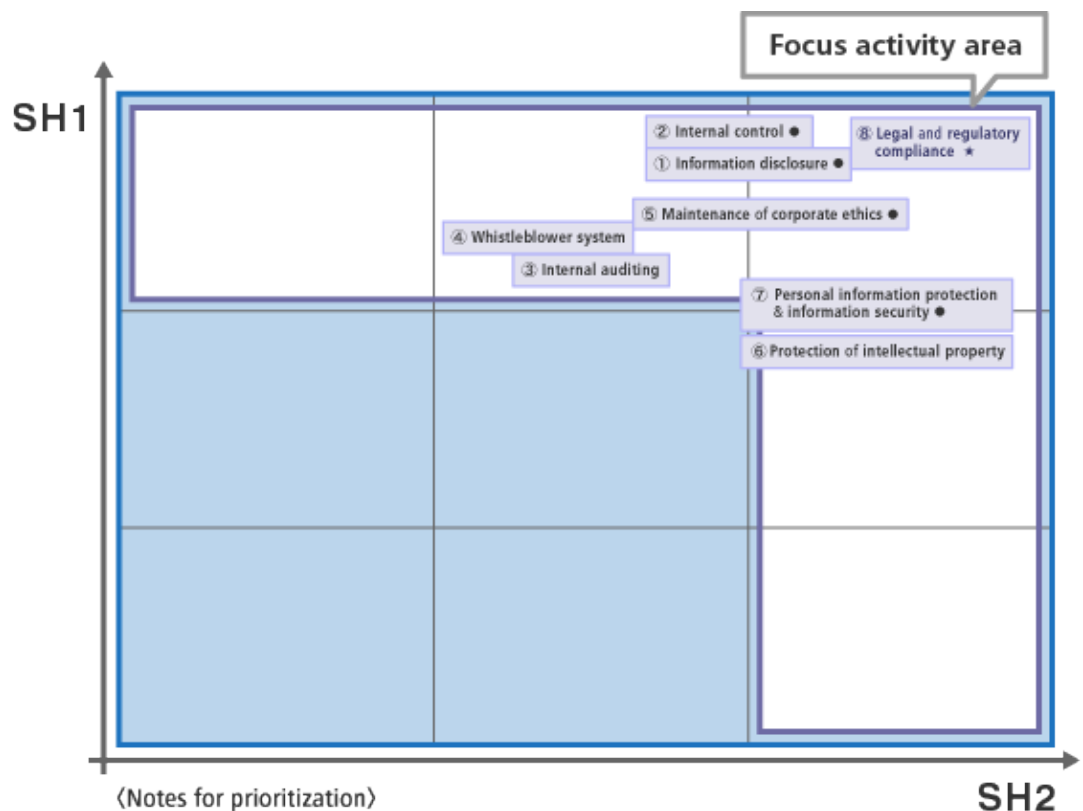 Focus activity area
SH1
② Internal control ●
⑧ Legal and regulatory
compliance ★
① Information disclosure ●
⑤ Maintenance of corporate ethics ●
④ Whistleblower system
③ Internal auditing
⑦ Personal information protection
& information security ●
⑥ Protection of intellectual property
〈Notes for prioritization〉
SH2